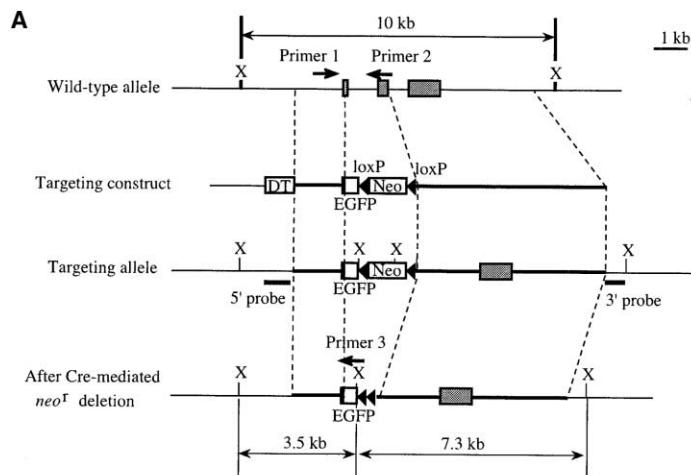 A
10 kb
1 kb
Primer 1 Primer 2
X X
Wild-type allele
loxP loxP
Targeting construct
DT Neo
EGFP
X X X X
Targeting allele
Neo
EGFP
5' probe 3' probe
Primer 3
X X X
After Cre-mediated
neoʳ deletion
EGFP
3.5 kb 7.3 kb